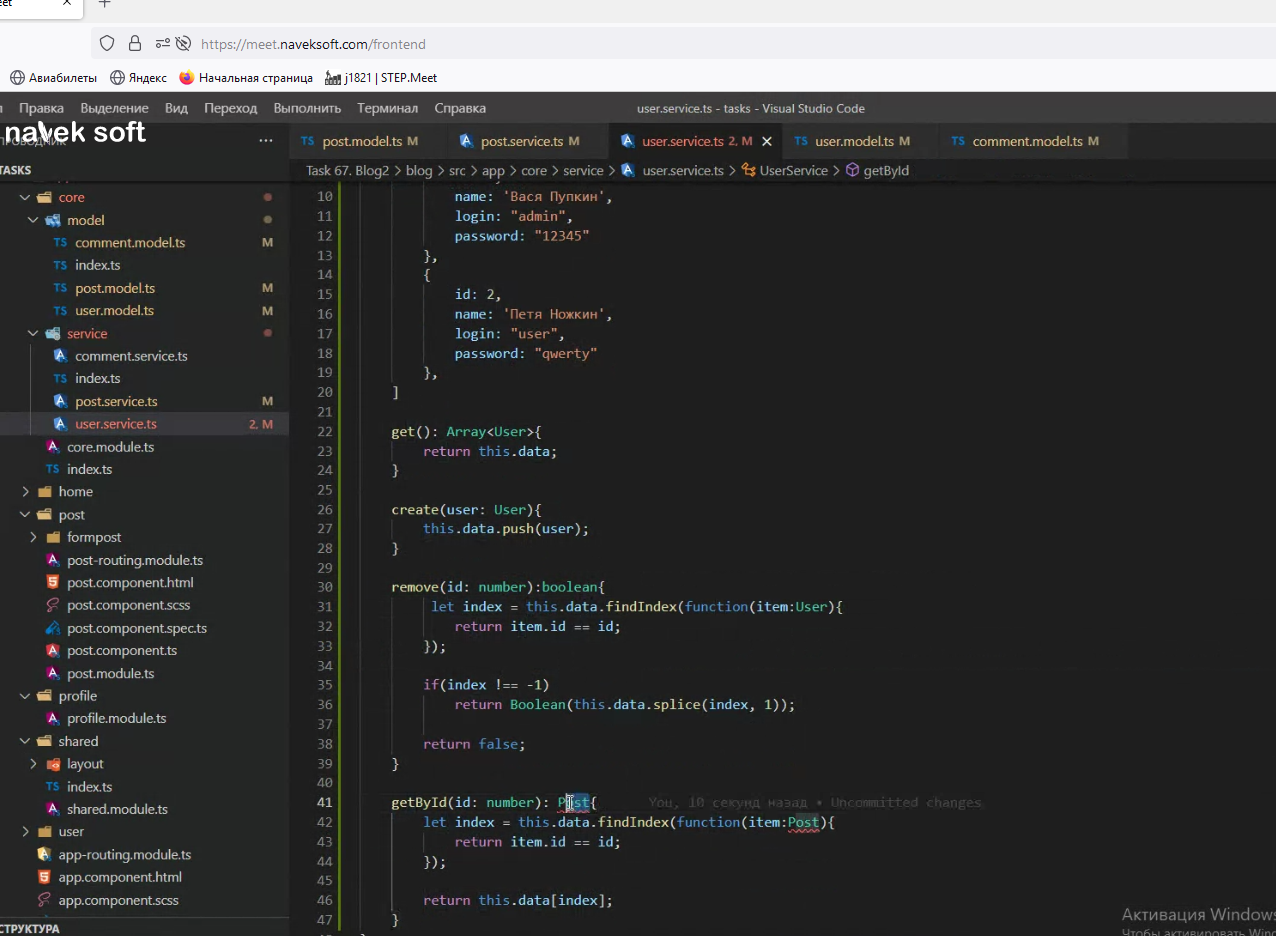 eet
https://meet.naveksoft.com/frontend
Авиабилеты Яндекс Начальная страница j1821 | STEP.Meet
Правка Выделение Вид Переход Выполнить Терминал Справка user.service.ts - tasks - Visual Studio Code
navek soft
TS post.model.ts M post.service.ts M user.service.ts 2, M TS user.model.ts M TS comment.model.ts M
TASKS
Task 67. Blog2 > blog > src > app > core > service > user.service.ts > UserService > getById
core
model
TS comment.model.ts M
TS index.ts
TS post.model.ts M
TS user.model.ts M
service
comment.service.ts
TS index.ts
post.service.ts M
user.service.ts 2, M
core.module.ts
TS index.ts
home
post
formpost
post-routing.module.ts
post.component.html
post.component.scss
post.component.spec.ts
post.component.ts
post.module.ts
profile
profile.module.ts
shared
layout
TS index.ts
shared.module.ts
user
app-routing.module.ts
app.component.html
app.component.scss
СТРУКТУРА
10 name: 'Вася Пупкин',
11 login: "admin",
12 password: "12345"
13 },
14 {
15 id: 2,
16 name: 'Петя Ножкин',
17 login: "user",
18 password: "qwerty"
19 },
20 ]
21
22 get(): Array<User>{
23 return this.data;
24 }
25
26 create(user: User){
27 this.data.push(user);
28 }
29
30 remove(id: number):boolean{
31 let index = this.data.findIndex(function(item:User){
32 return item.id == id;
33 });
34
35 if(index !== -1)
36 return Boolean(this.data.splice(index, 1));
37
38 return false;
39 }
40
41 getById(id: number): Post{ You, 10 секунд назад • Uncommitted changes
42 let index = this.data.findIndex(function(item:Post){
43 return item.id == id;
44 });
45
46 return this.data[index];
47 }
Активация Windows